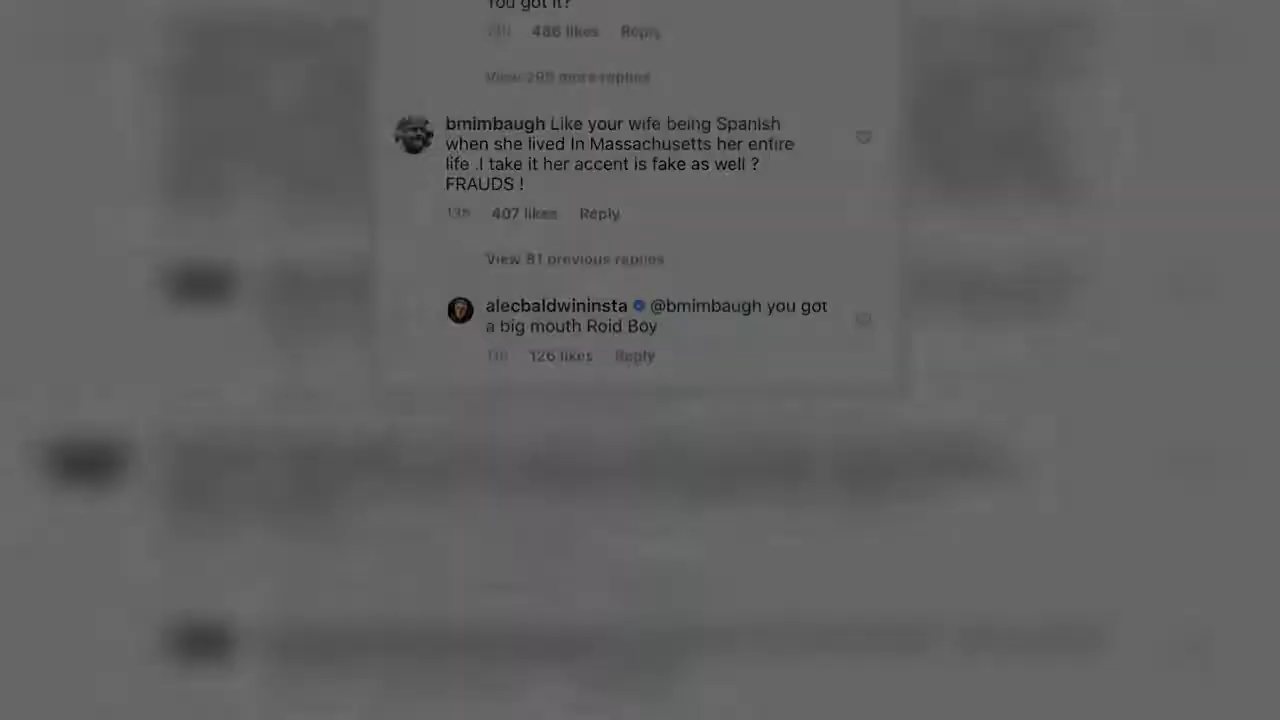 You got it?
486 likes Reply
View 295 more replies
bmimbaugh Like your wife being Spanish
when she lived In Massachusetts her entire
life .I take it her accent is fake as well ?
FRAUDS !
13h 407 likes Reply
View 81 previous replies
alecbaldwininsta @bmimbaugh you got
a big mouth Roid Boy
11h 126 likes Reply